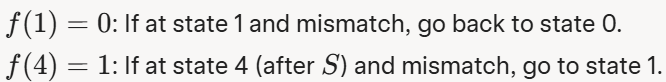 f(1) = 0: If at state 1 and mismatch, go back to state 0.
f(4) = 1: If at state 4 (after S) and mismatch, go to state 1.